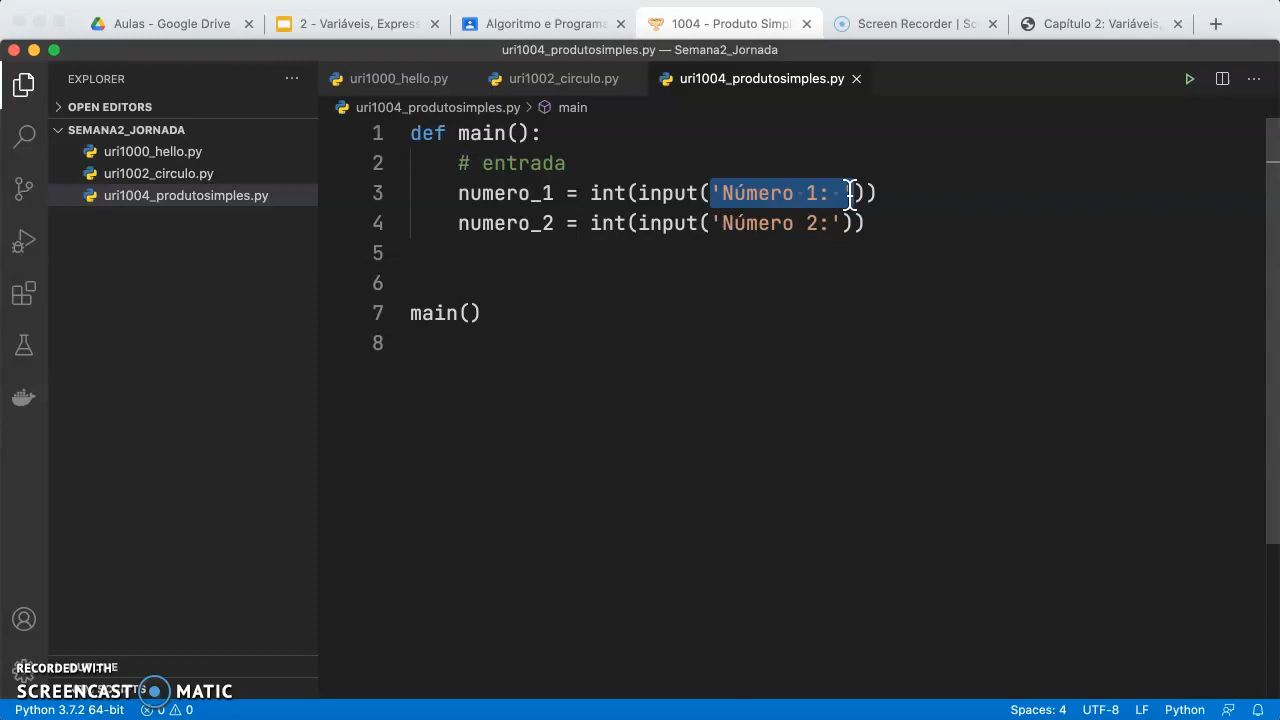 Aulas - Google Drive
2 - Variáveis, Express
Algoritmo e Programa
1004 - Produto Simpl
Screen Recorder | Sc
Capítulo 2: Variáveis,
uri1004_produtosimples.py — Semana2_Jornada
EXPLORER
uri1000_hello.py
uri1002_circulo.py
uri1004_produtosimples.py
OPEN EDITORS
uri1004_produtosimples.py > main
SEMANA2_JORNADA
uri1000_hello.py
uri1002_circulo.py
uri1004_produtosimples.py
1 def main():
2 # entrada
3 numero_1 = int(input('Número 1: '))
4 numero_2 = int(input('Número 2:'))
5
6
7 main()
8
RECORDED WITH
SCREENCAST MATIC
Python 3.7.2 64-bit
0
0
Spaces: 4
UTF-8
LF
Python